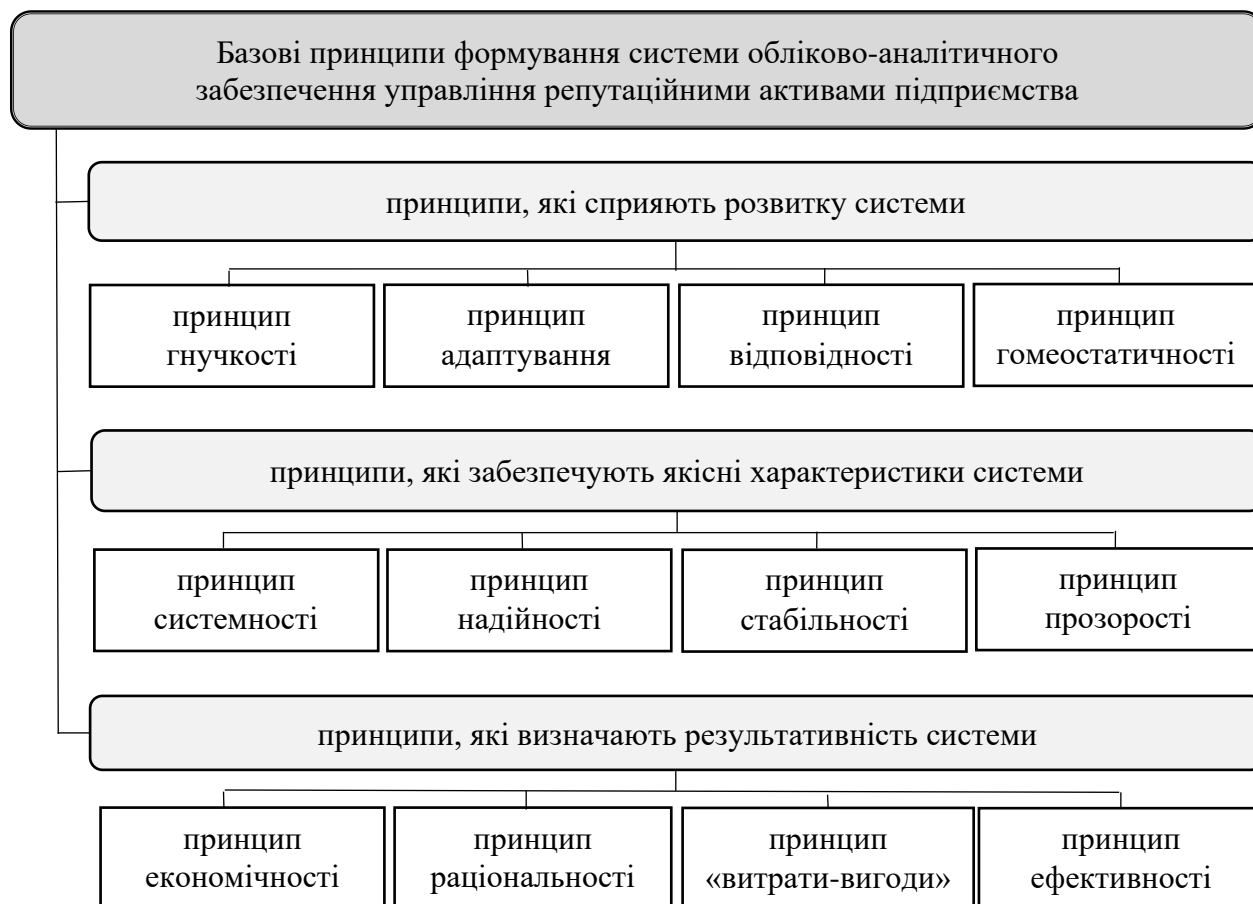 Базові принципи формування системи обліково-аналітичного
забезпечення управління репутаційними активами підприємства
принципи, які сприяють розвитку системи
принцип
гнучкості
принцип
адаптування
принцип
відповідності
принцип
гомеостатичності
принципи, які забезпечують якісні характеристики системи
принцип
системності
принцип
надійності
принцип
стабільності
принцип
прозорості
принципи, які визначають результативність системи
принцип
економічності
принцип
раціональності
принцип
«витрати-вигоди»
принцип
ефективності